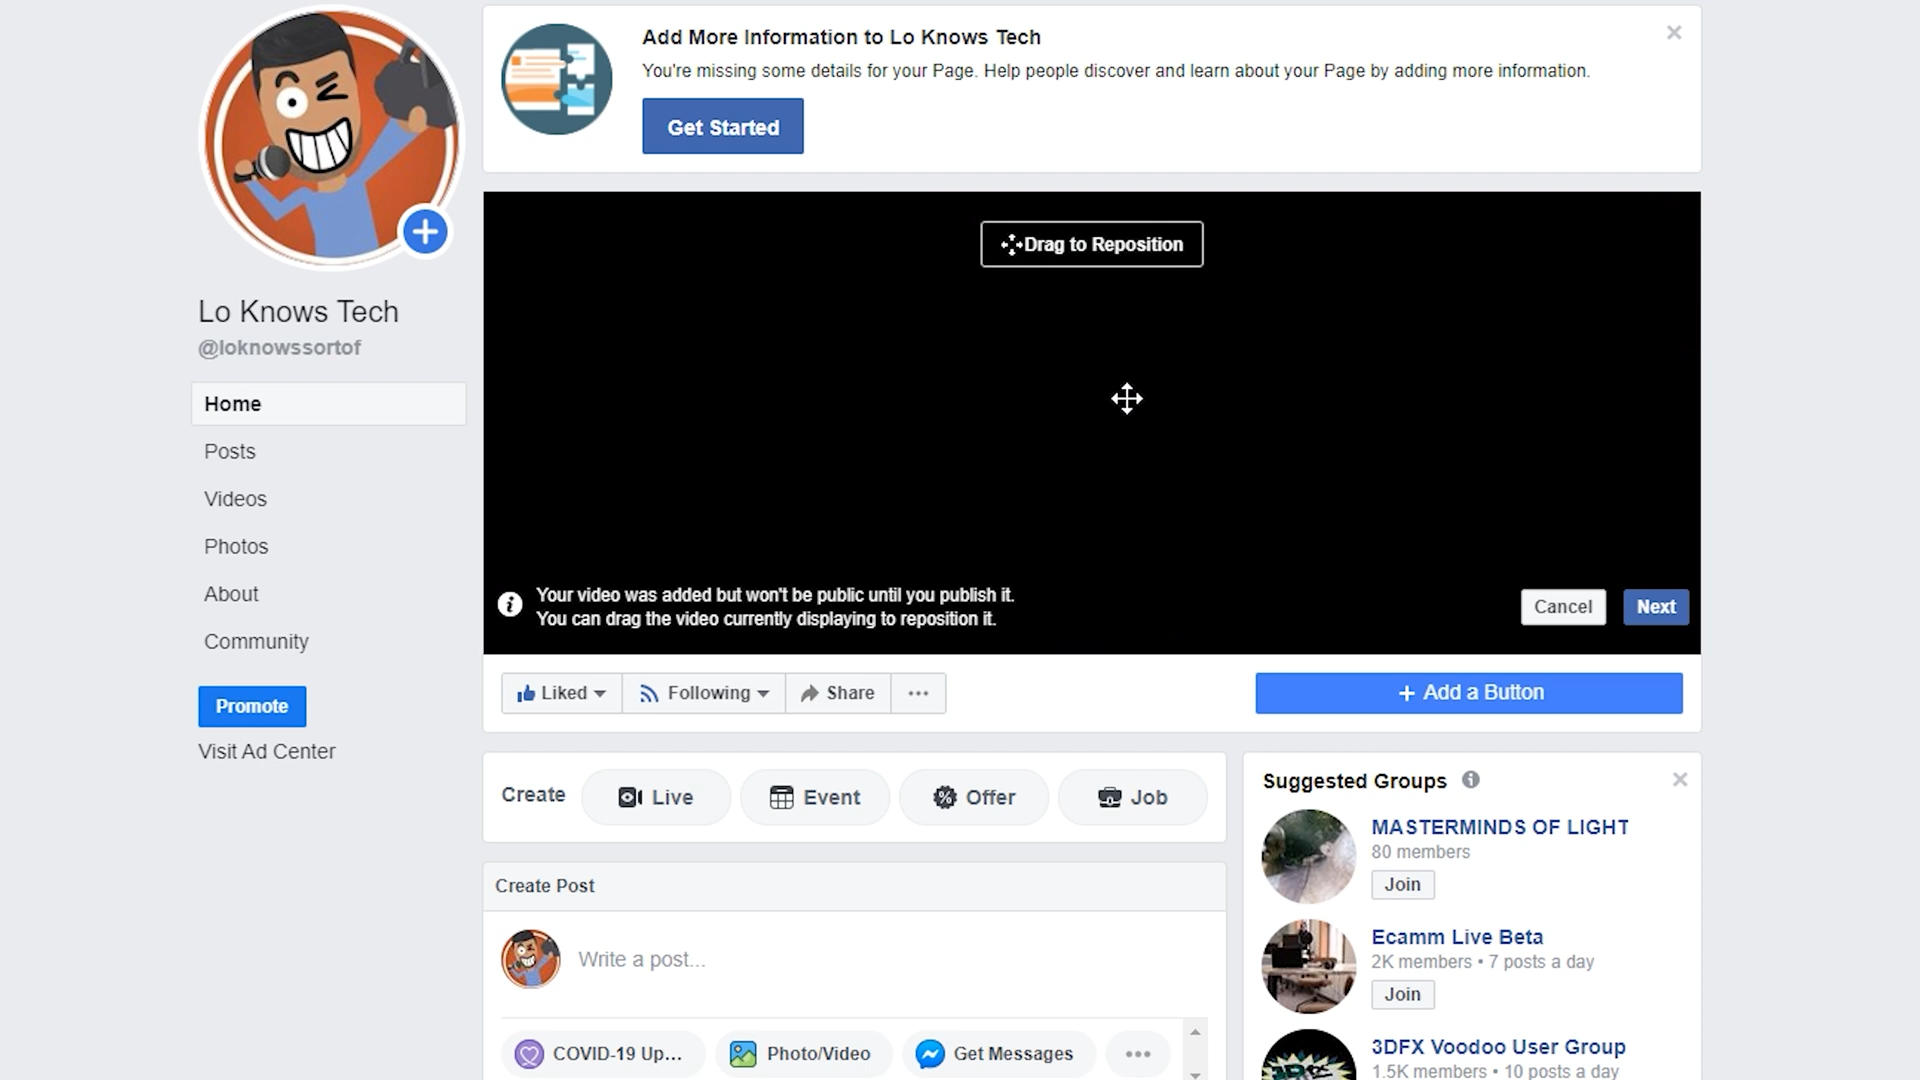 Add More Information to Lo Knows Tech
You're missing some details for your Page. Help people discover and learn about your Page by adding more information.
Get Started
Drag to Reposition
Lo Knows Tech
@loknowssortof
Home
Posts
Videos
Photos
About
Community
Promote
Visit Ad Center
Your video was added but won't be public until you publish it.
You can drag the video currently displaying to reposition it.
Cancel
Next
Liked
Following
Share
+ Add a Button
Create
Live
Event
Offer
Job
Create Post
Write a post...
COVID-19 Up...
Photo/Video
Get Messages
Suggested Groups
MASTERMINDS OF LIGHT
80 members
Join
Ecamm Live Beta
2K members • 7 posts a day
Join
3DFX Voodoo User Group
1.5K members • 10 posts a day